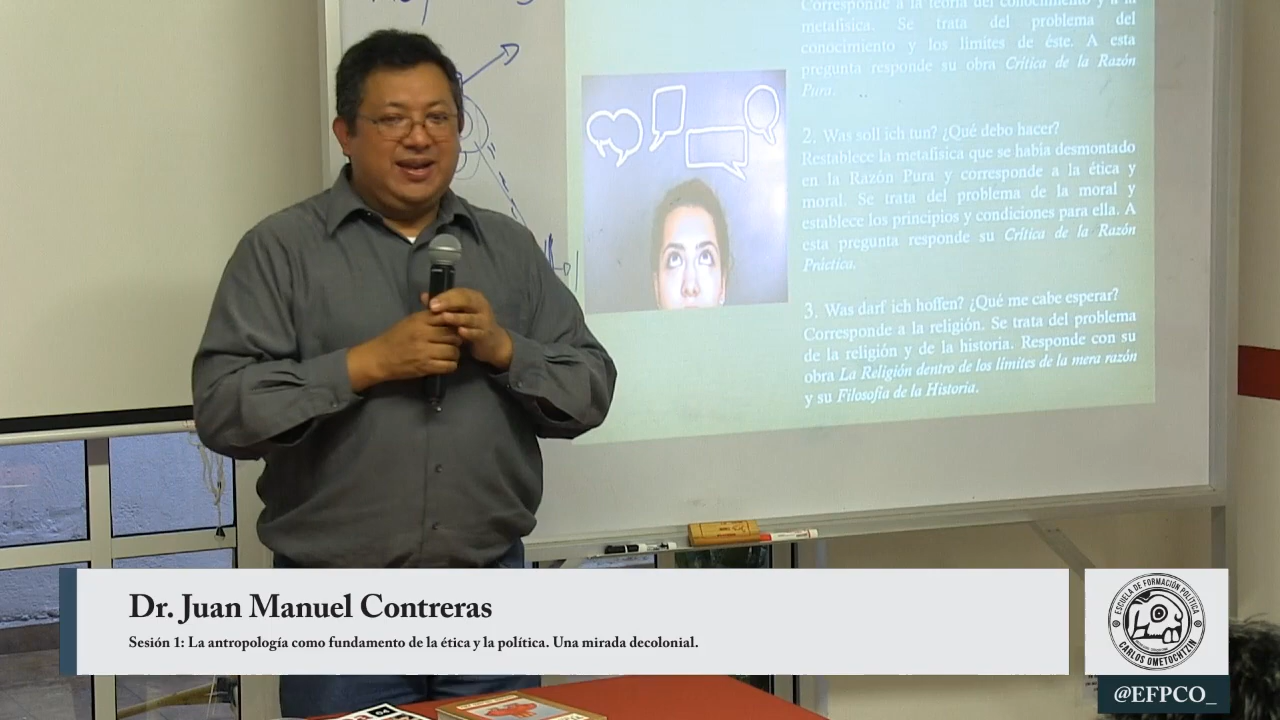 Corresponde a la teoría del conocimiento y a la
metafísica. Se trata del problema del
conocimiento y los límites de éste. A esta
pregunta responde su obra Crítica de la Razón
Pura.
2. Was soll ich tun? ¿Qué debo hacer?
Restablece la metafísica que se había desmontado
en la Razón Pura y corresponde a la ética y
moral. Se trata del problema de la moral y
establece los principios y condiciones para ella. A
esta pregunta responde su Crítica de la Razón
Práctica.
3. Was darf ich hoffen? ¿Qué me cabe esperar?
Corresponde a la religión. Se trata del problema
de la religión y de la historia. Responde con su
obra La Religión dentro de los límites de la mera razón
y su Filosofía de la Historia.
Dr. Juan Manuel Contreras
Sesión 1: La antropología como fundamento de la ética y la política. Una mirada decolonial.
ESCUELA DE FORMACIÓN POLÍTICA
CARLOS OMETOCHTZIN
@EFPCO_